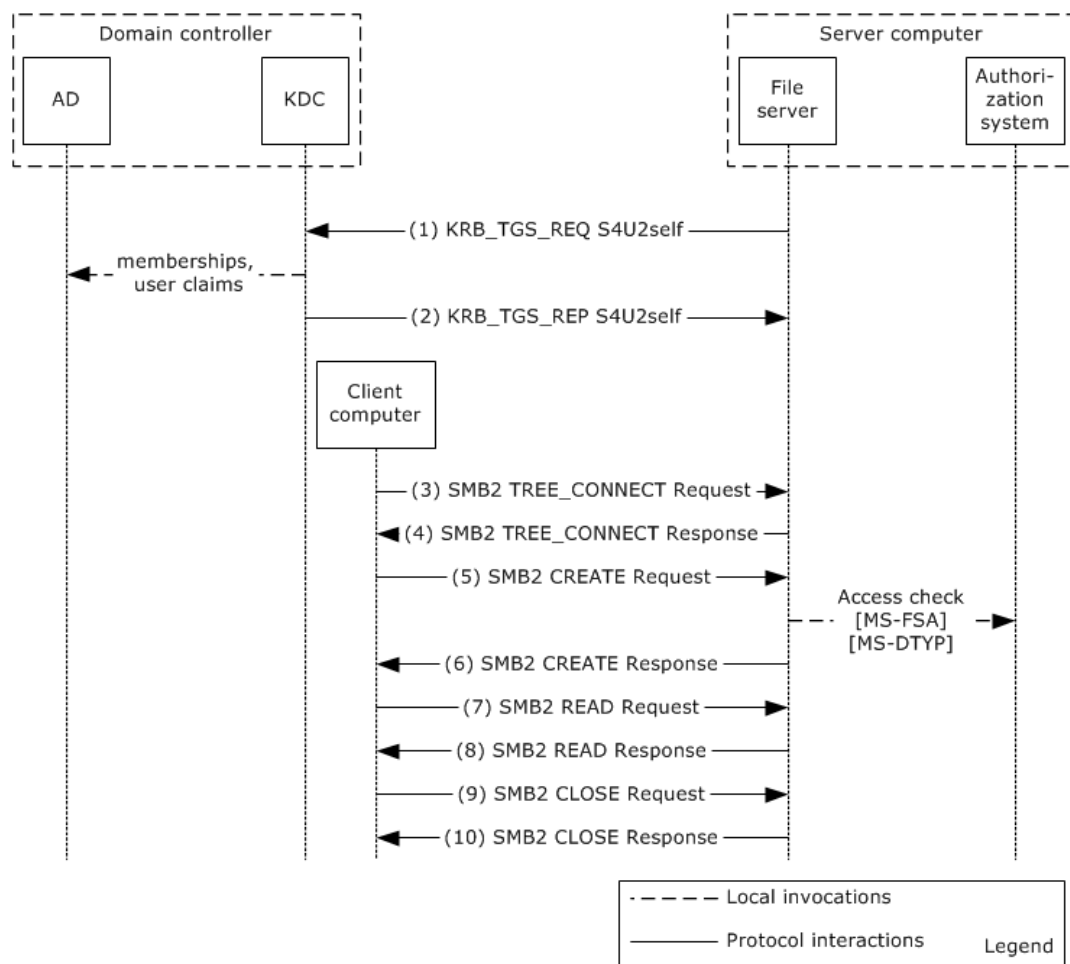 Domain controller
Server computer
AD
KDC
File
server
Authori-
zation
system
(1) KRB_TGS_REQ S4U2self
memberships,
user claims
(2) KRB_TGS_REP S4U2self
Client
computer
(3) SMB2 TREE_CONNECT Request
(4) SMB2 TREE_CONNECT Response
(5) SMB2 CREATE Request
Access check
[MS-FSA]
[MS-DTYP]
(6) SMB2 CREATE Response
(7) SMB2 READ Request
(8) SMB2 READ Response
(9) SMB2 CLOSE Request
(10) SMB2 CLOSE Response
Local invocations
Protocol interactions
Legend